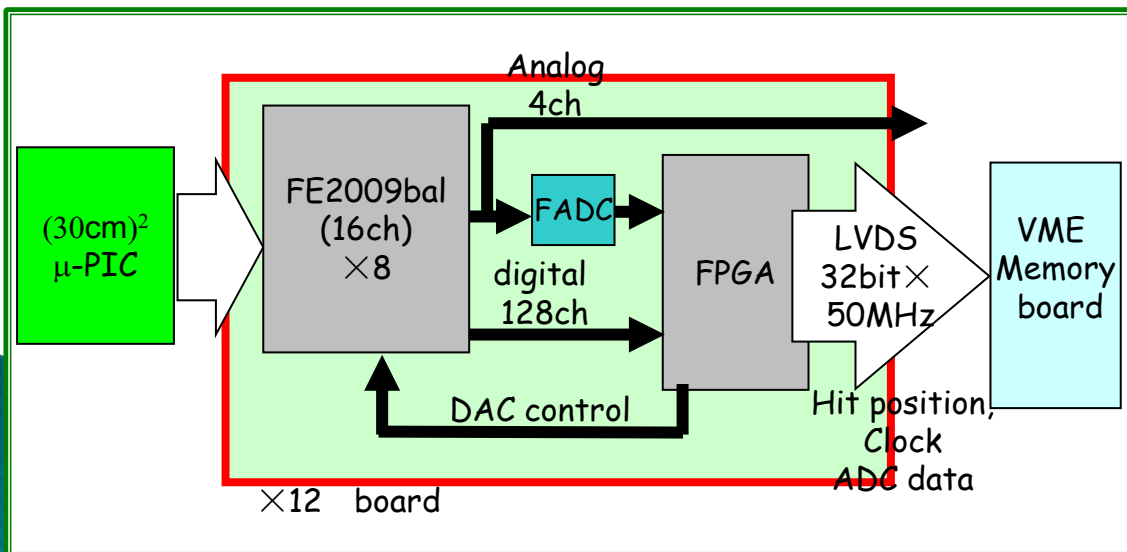 Analog
4ch
(30cm)²
μ-PIC
FE2009bal
(16ch)
×8
FADC
digital
128ch
FPGA
LVDS
32bit×
50MHz
VME
Memory
board
DAC control
Hit position,
Clock
ADC data
×12 board